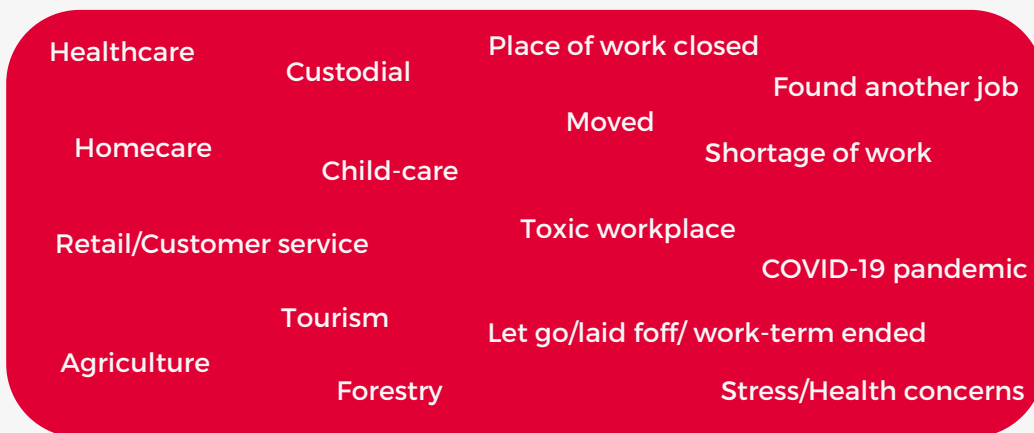 Healthcare
Custodial
Homecare
Child-care
Retail/Customer service
Tourism
Agriculture
Forestry
Place of work closed
Found another job
Moved
Shortage of work
Toxic workplace
COVID-19 pandemic
Let go/laid foff/ work-term ended
Stress/Health concerns